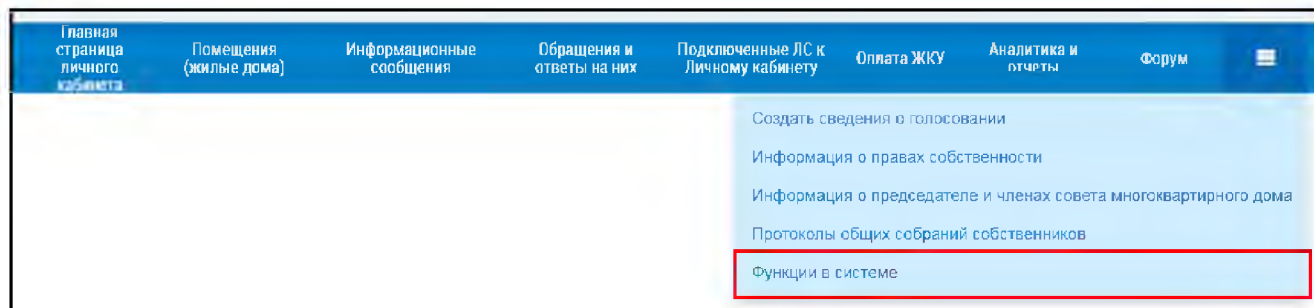 Главная
страница
личного
кабинета
Помещения
(жилые дома)
Информационные
сообщения
Обращения и
ответы на них
Подключенные ЛС к
Личному кабинету
Оплата ЖКУ
Аналитика и
отчеты
Форум
Создать сведения о голосовании
Информация о правах собственности
Информация о председателе и членах совета многоквартирного дома
Протоколы общих собраний собственников
Функции в системе